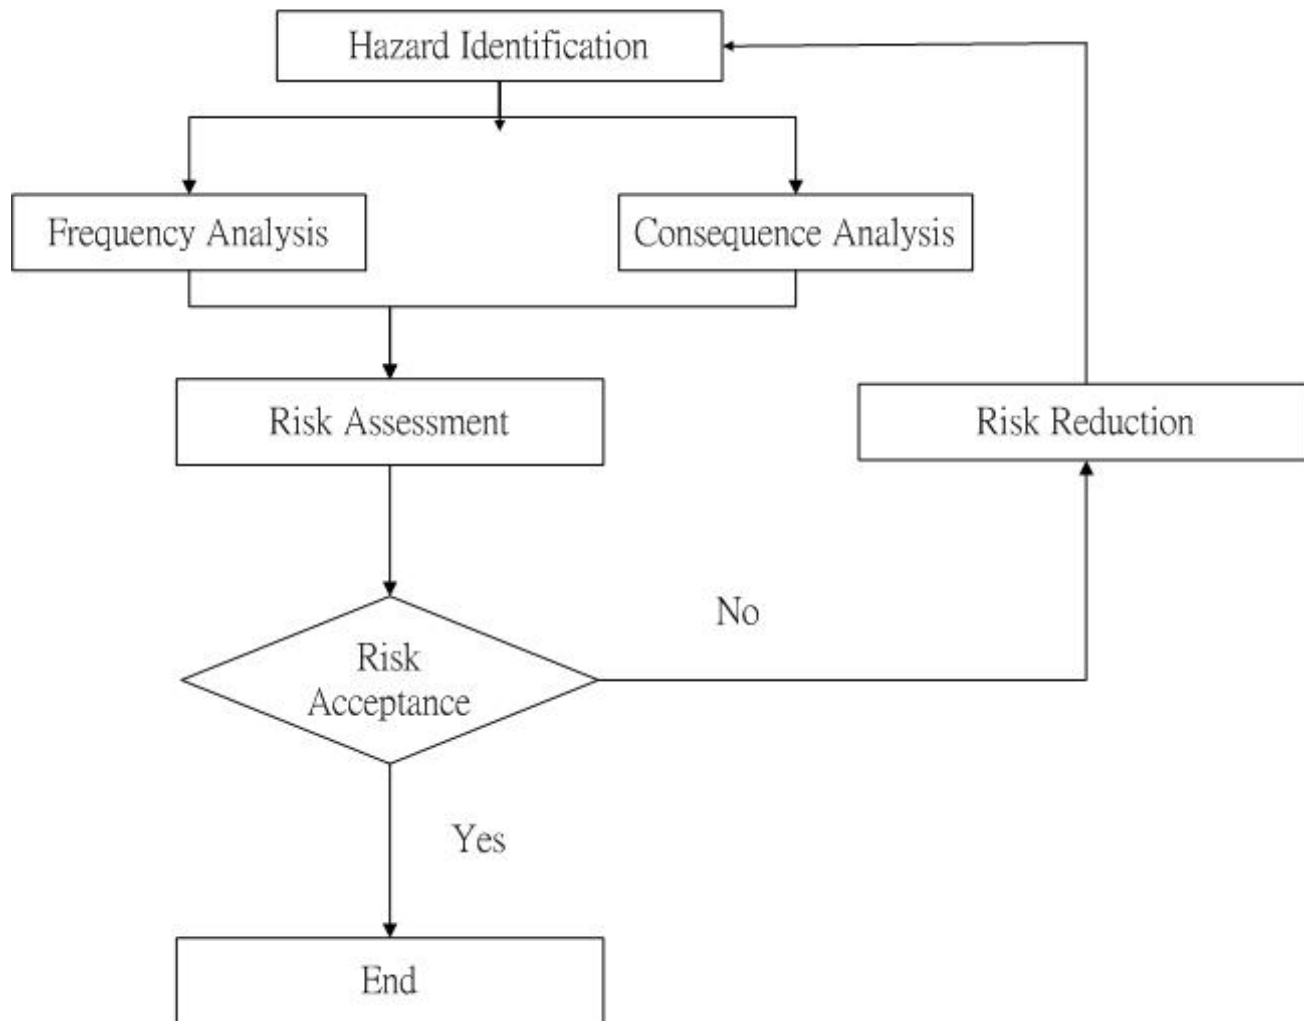 Hazard Identification
Frequency Analysis
Consequence Analysis
Risk Assessment
Risk Reduction
No
Risk
Acceptance
Yes
End